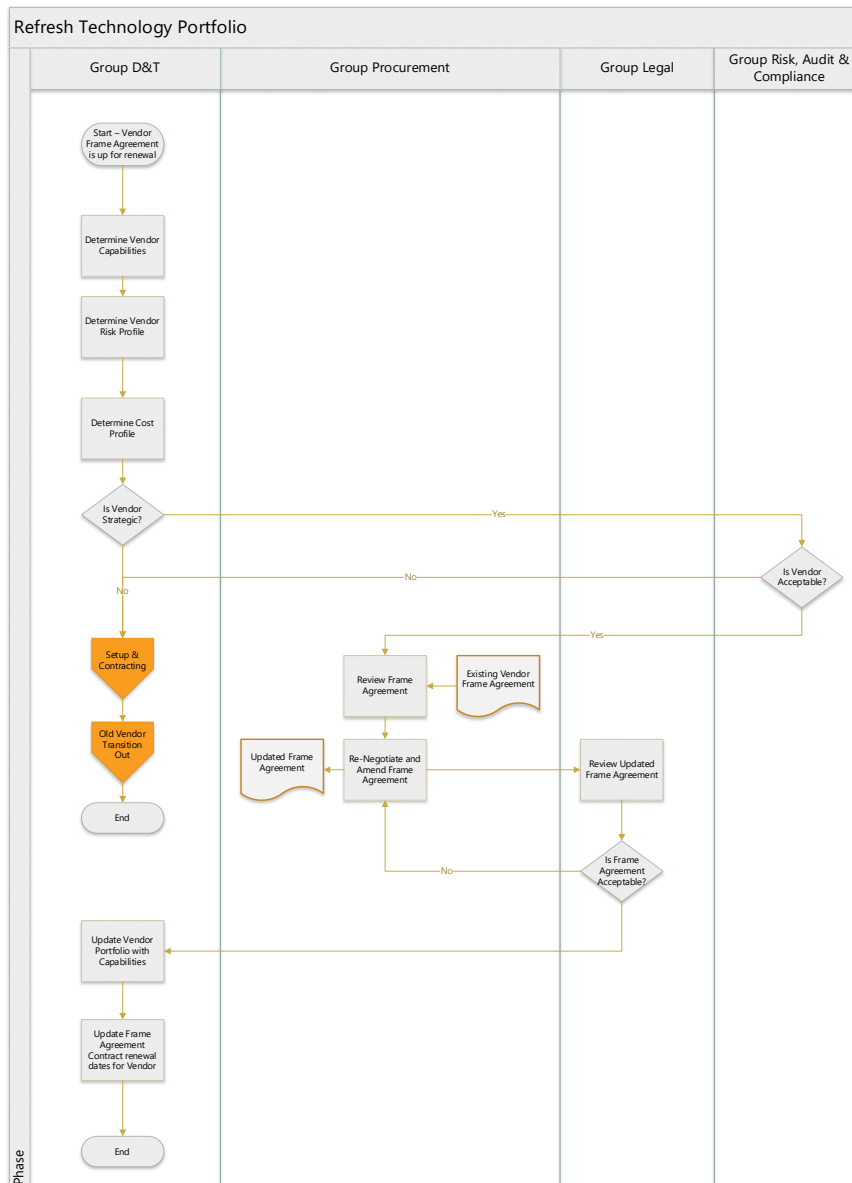 Refresh Technology Portfolio
Group D&T
Group Procurement
Group Legal
Group Risk, Audit &
Compliance
Start – Vendor
Frame Agreement
is up for renewal
Determine Vendor
Capabilities
Determine Vendor
Risk Profile
Determine Cost
Profile
Is Vendor
Strategic?
Yes
Is Vendor
Acceptable?
No
No
Yes
Setup &
Contracting
Review Frame
Agreement
Existing Vendor
Frame Agreement
Old Vendor
Transition
Out
Updated Frame
Agreement
Re-Negotiate and
Amend Frame
Agreement
Review Updated
Frame Agreement
End
Is Frame
Agreement
Acceptable?
No
Update Vendor
Portfolio with
Capabilities
Update Frame
Agreement
Contract renewal
dates for Vendor
End
Phase